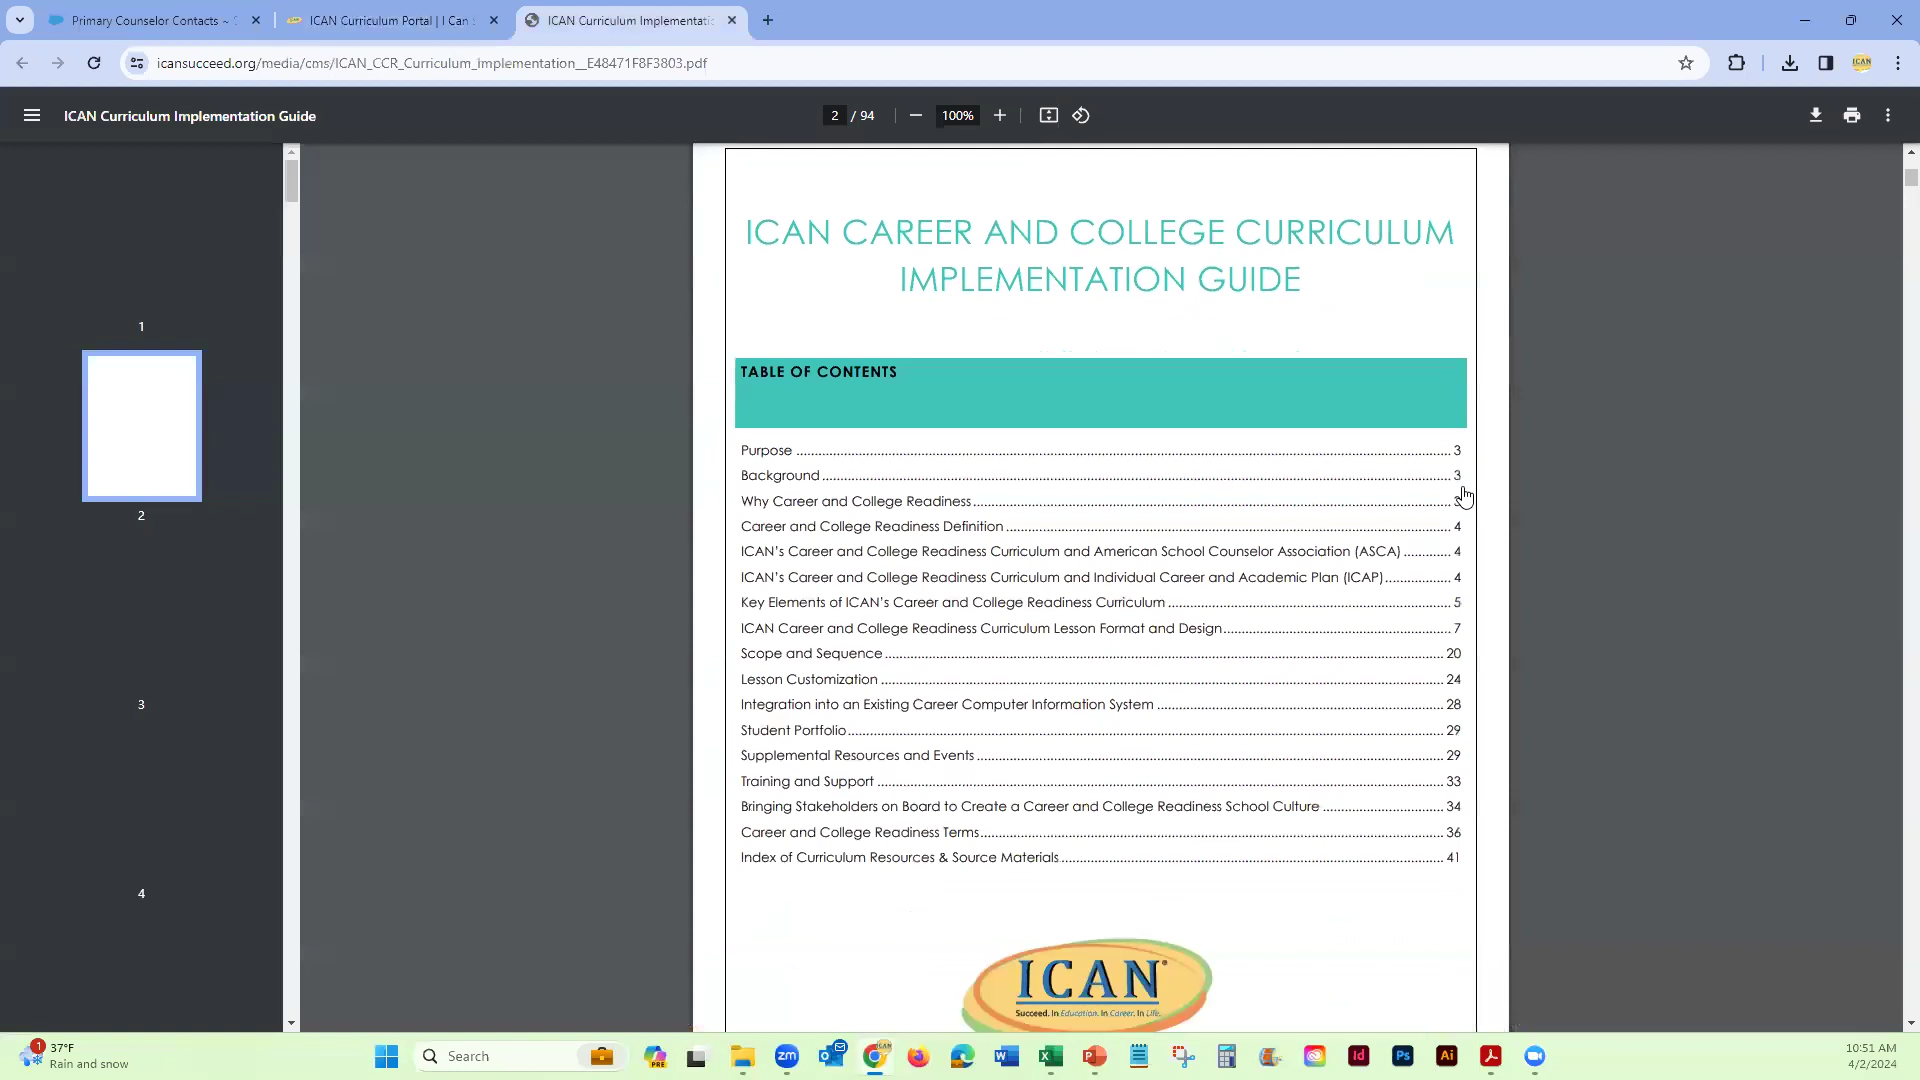 Primary Counselor Contacts ~
ICAN Curriculum Portal | I Can
ICAN Curriculum Implementati
icansucceed.org/media/cms/ICAN_CCR_Curriculum_Implementation__E48471F8F3803.pdf
ICAN Curriculum Implementation Guide
2 / 94
100%
1
2
3
4
ICAN CAREER AND COLLEGE CURRICULUM
IMPLEMENTATION GUIDE
TABLE OF CONTENTS
Purpose ........ 3
Background ........ 3
Why Career and College Readiness ........
Career and College Readiness Definition ........ 4
ICAN's Career and College Readiness Curriculum and American School Counselor Association (ASCA) ........ 4
ICAN's Career and College Readiness Curriculum and Individual Career and Academic Plan (ICAP) ........ 4
Key Elements of ICAN's Career and College Readiness Curriculum ........ 5
ICAN Career and College Readiness Curriculum Lesson Format and Design ........ 7
Scope and Sequence ........ 20
Lesson Customization ........ 24
Integration into an Existing Career Computer Information System ........ 28
Student Portfolio ........ 29
Supplemental Resources and Events ........ 29
Training and Support ........ 33
Bringing Stakeholders on Board to Create a Career and College Readiness School Culture ........ 34
Career and College Readiness Terms ........ 36
Index of Curriculum Resources & Source Materials ........ 41
ICAN®
Succeed. In Education. In Career. In Life.
1
37°F
Rain and snow
Search
PRE
zm
ICAN
Id
Ps
Ai
10:51 AM
4/2/2024